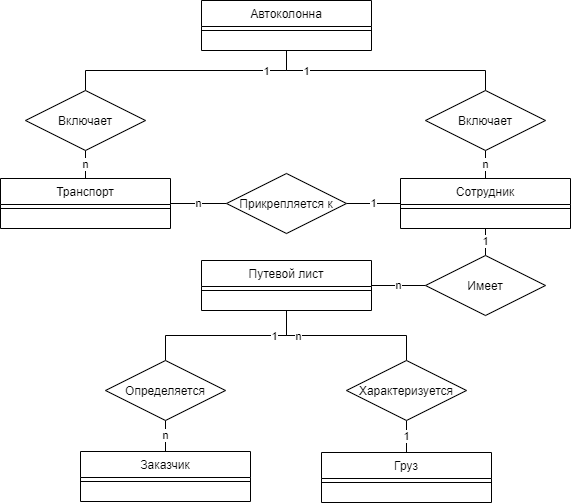 Автоколонна
1 1
Включает Включает
n n
Транспорт
Сотрудник
n Прикрепляется к 1
1
Путевой лист
n Имеет
1 n
Определяется Характеризуется
n 1
Заказчик Груз